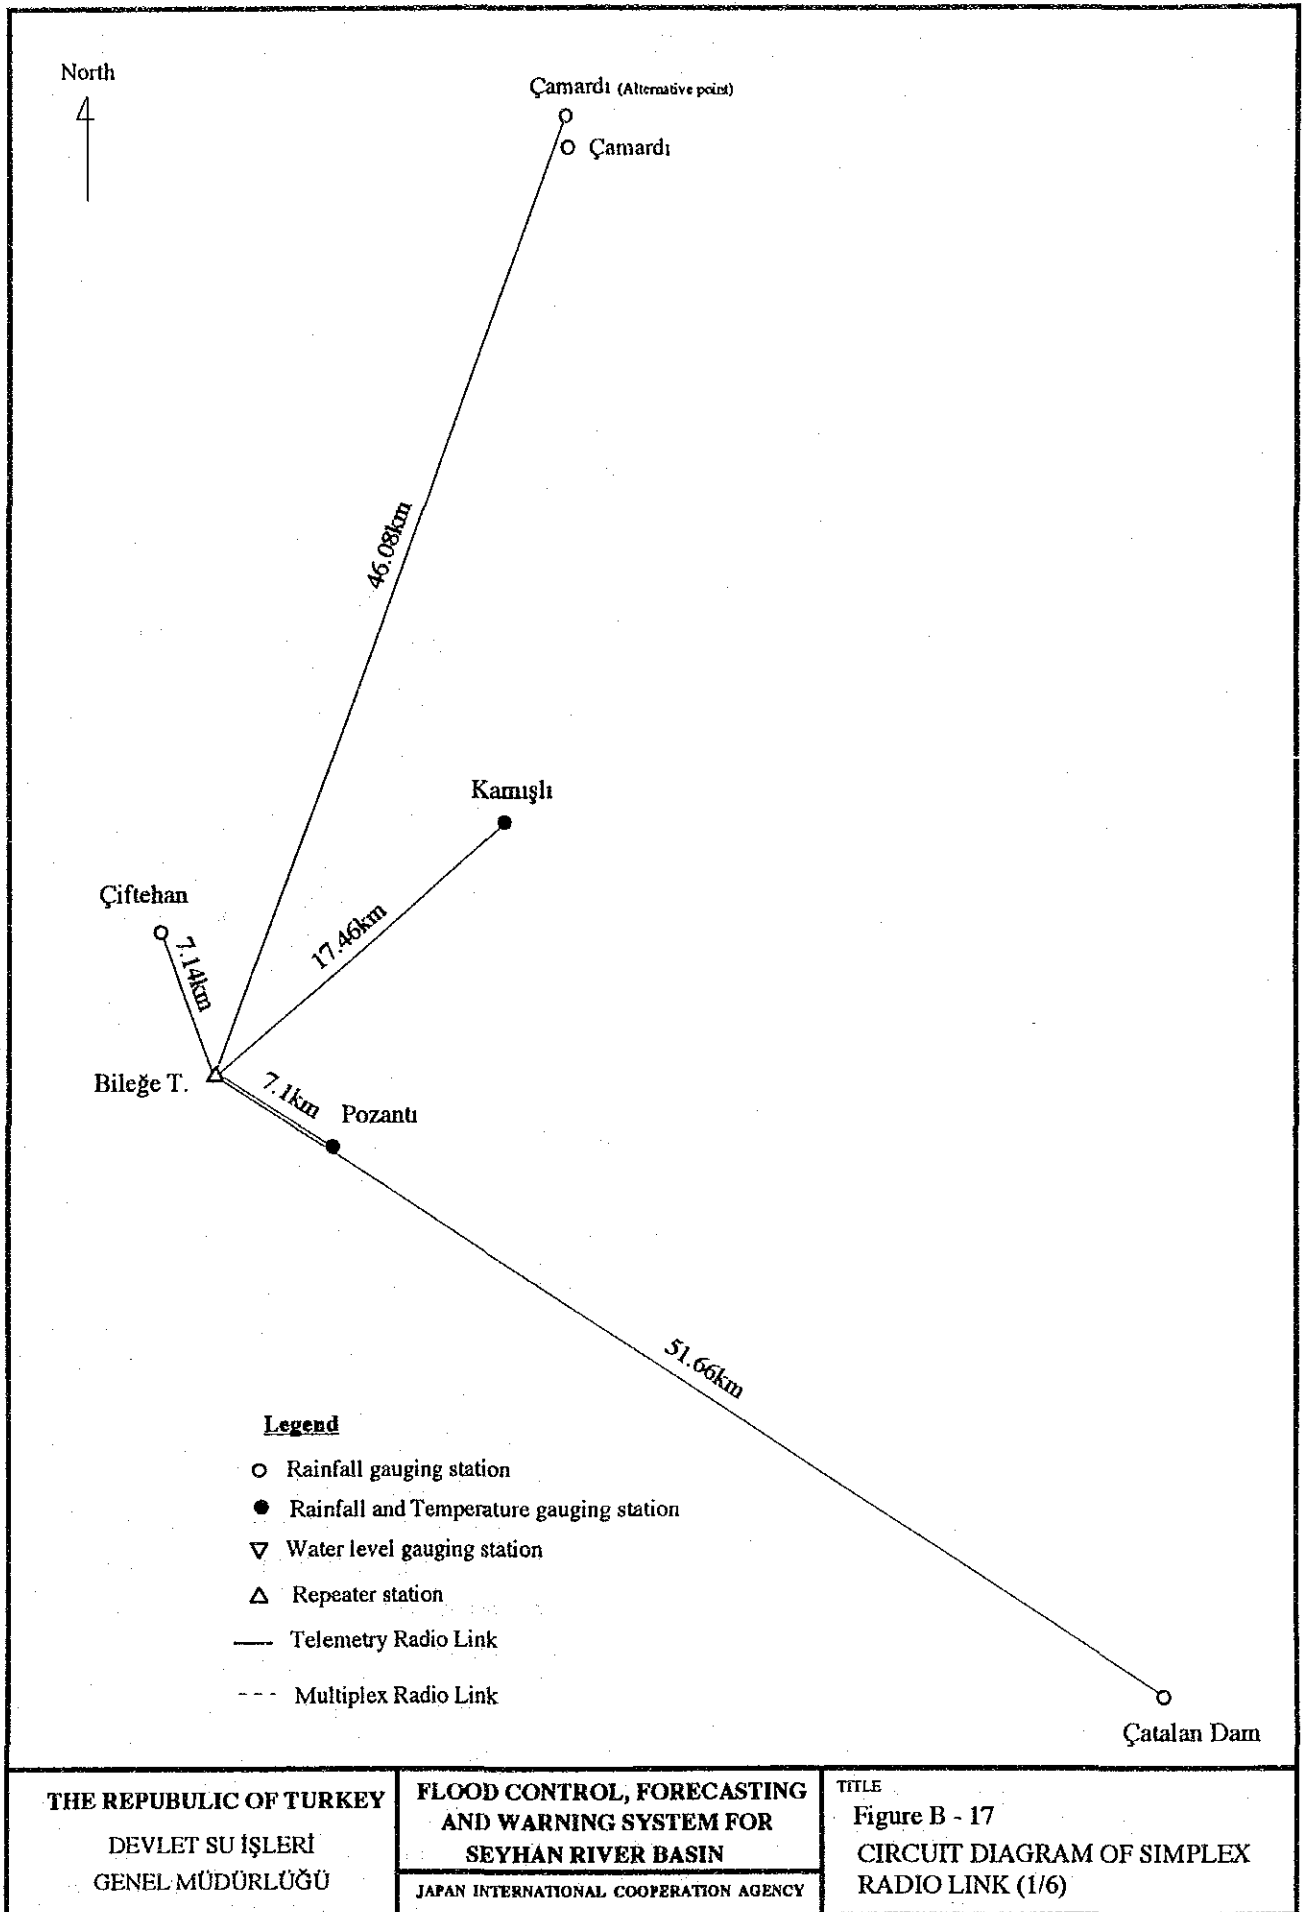 North
Çamardı (Alternative point)
Çamardı
46.08km
Kamışlı
Çiftehan
17.46km
7.14km
Bileğe T.
7.1km
Pozantı
51.66km
Legend
Rainfall gauging station
Rainfall and Temperature gauging station
Water level gauging station
Repeater station
Telemetry Radio Link
Multiplex Radio Link
Çatalan Dam
THE REPUBULIC OF TURKEY
DEVLET SU İŞLERİ
GENEL MÜDÜRLÜĞÜ
FLOOD CONTROL, FORECASTING
AND WARNING SYSTEM FOR
SEYHAN RIVER BASIN
JAPAN INTERNATIONAL COOPERATION AGENCY
TITLE
Figure B - 17
CIRCUIT DIAGRAM OF SIMPLEX
RADIO LINK (1/6)